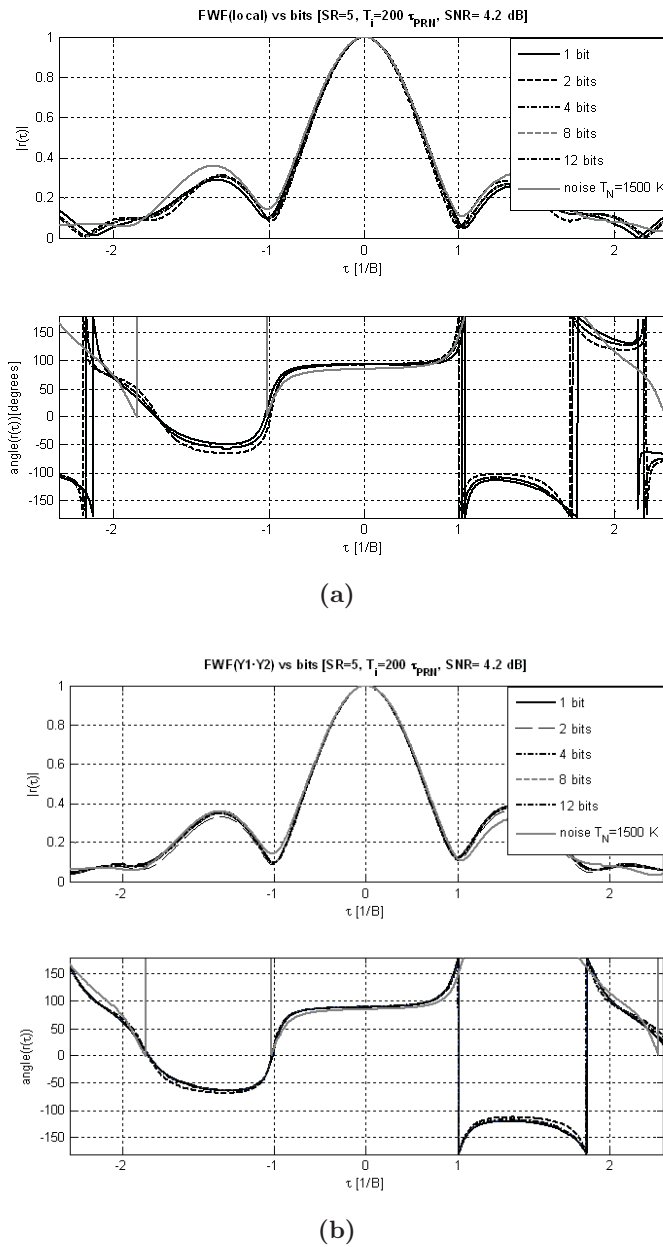 FWF(local) vs bits [SR=5, T_i=200 τ_PRN, SNR= 4.2 dB]
1
0.8
0.6
0.4
0.2
0
|r(τ)|
-2
-1
0
1
2
τ [1/B]
1 bit
2 bits
4 bits
8 bits
12 bits
noise T_N=1500 K
150
100
50
0
-50
-100
-150
angle(r(τ))[degrees]
-2
-1
0
1
2
τ [1/B]
(a)
FWF(Y1·Y2) vs bits [SR=5, T_i=200 τ_PRN, SNR= 4.2 dB]
1
0.8
0.6
0.4
0.2
0
|r(τ)|
-2
-1
0
1
2
τ [1/B]
1 bit
2 bits
4 bits
8 bits
12 bits
noise T_N=1500 K
150
100
50
0
-50
-100
-150
angle(r(τ))
-2
-1
0
1
2
τ [1/B]
(b)